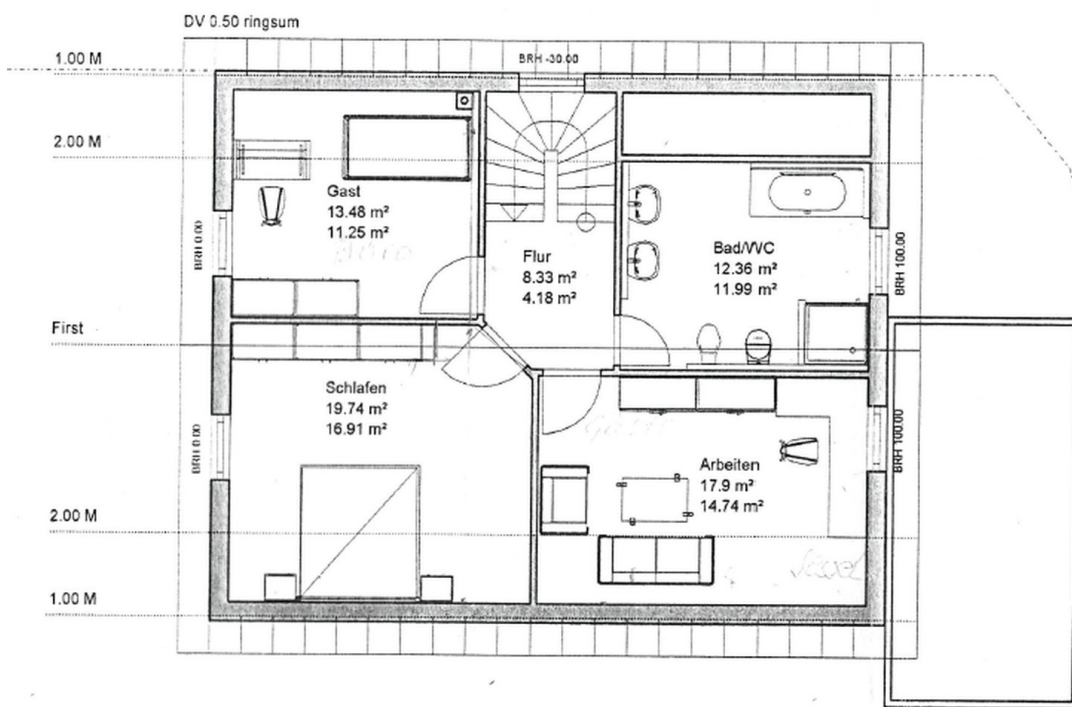 DV 0.50 ringsum
1.00 M
BRH -30.00
2.00 M
Gast
13.48 m²
11.25 m²
BRH 0.00
Flur
8.33 m²
4.18 m²
Bad/WC
12.36 m²
11.99 m²
BRH 100.00
First
Schlafen
19.74 m²
16.91 m²
BRH 0.00
Arbeiten
17.9 m²
14.74 m²
BRH 100.00
2.00 M
1.00 M